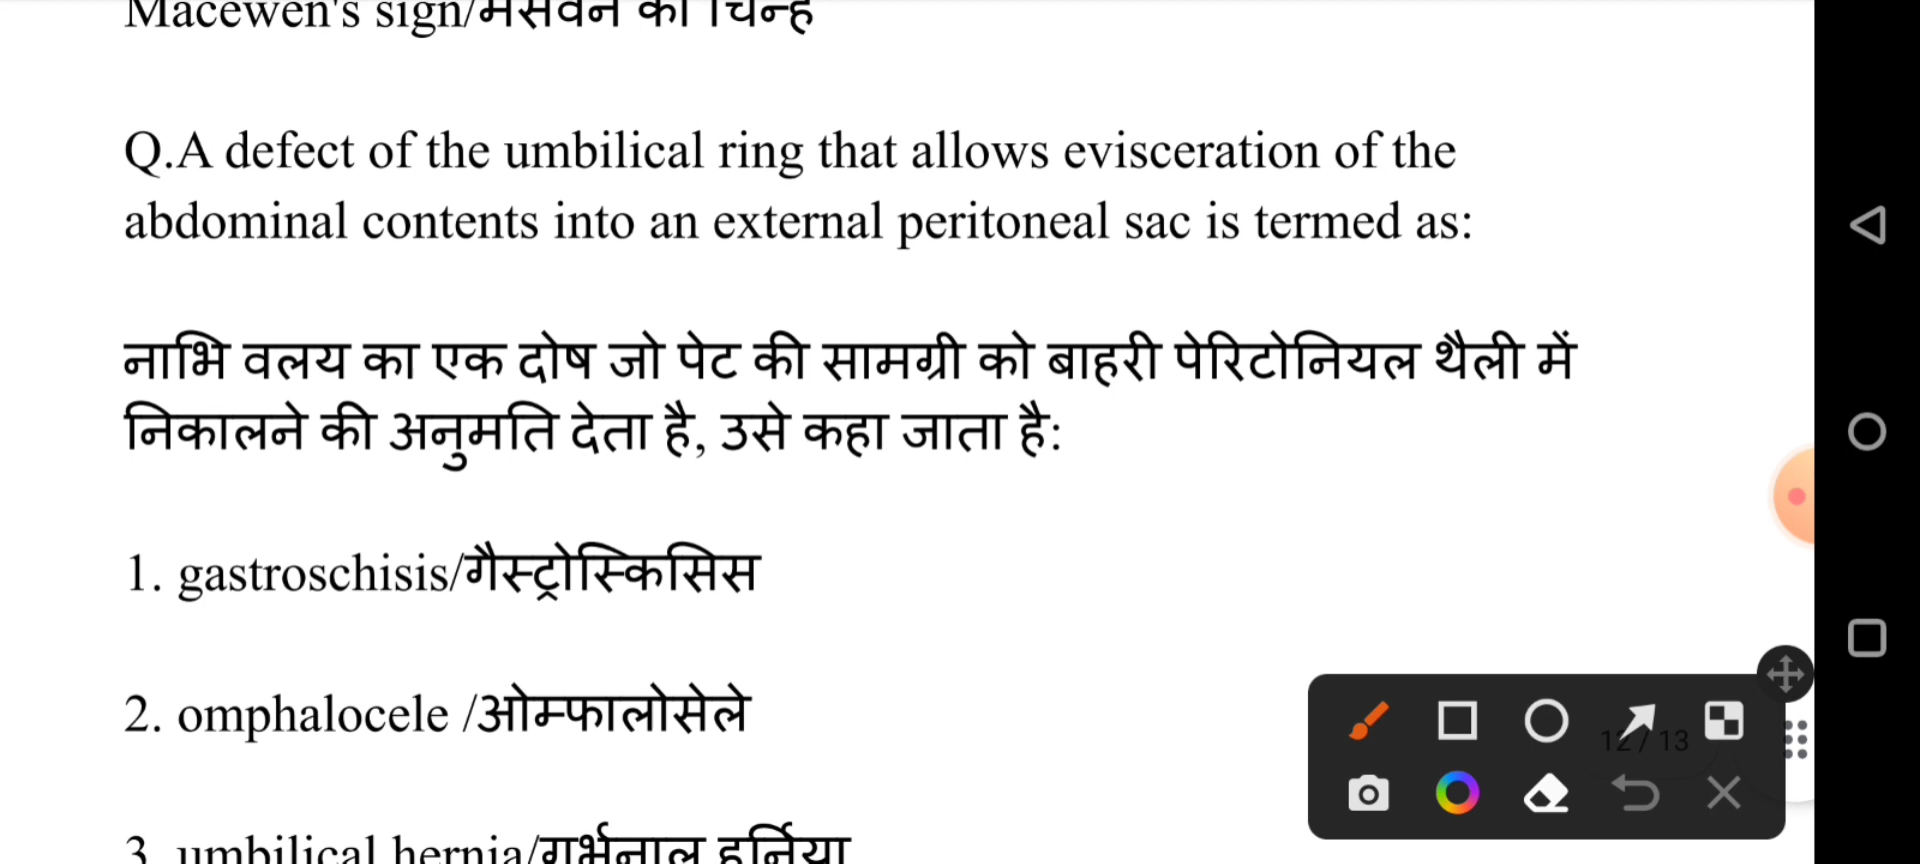 Macewen's sign/मैसेवेन का चिन्ह
Q.A defect of the umbilical ring that allows evisceration of the
abdominal contents into an external peritoneal sac is termed as:
नाभि वलय का एक दोष जो पेट की सामग्री को बाहरी पेरिटोनियल थैली में
निकालने की अनुमति देता है, उसे कहा जाता है:
1. gastroschisis/गैस्ट्रोस्किसिस
2. omphalocele /ओम्फालोसेले
12 / 13
3. umbilical hernia/गर्भनाल हर्निया